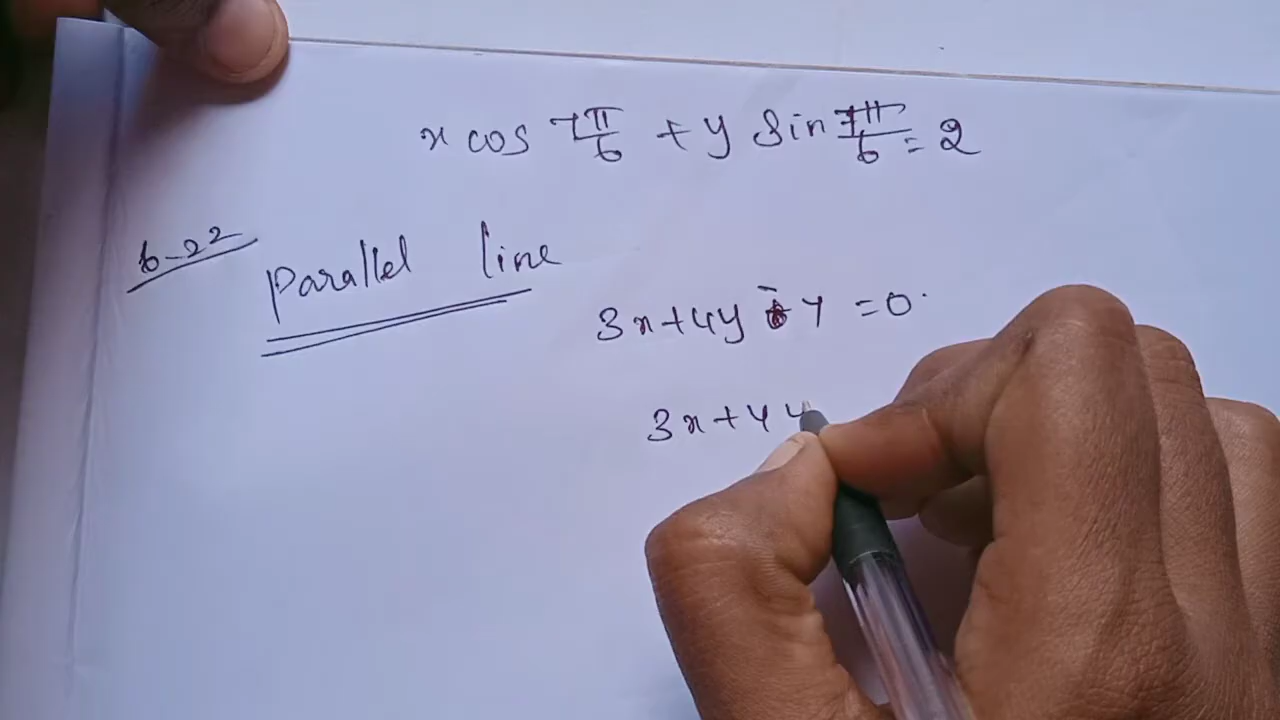 x cos 7π/6 + y Sin 7π/6 = 2
6-22 Parallel line
3x+4y - 7 = 0.
3x+4y